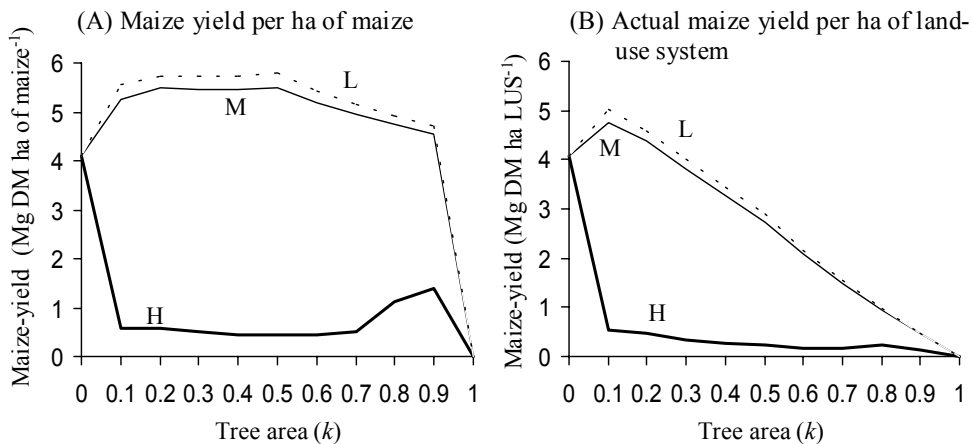 (A) Maize yield per ha of maize
Maize-yield (Mg DM ha of maize⁻¹)
6
5
4
3
2
1
0
L
M
H
0 0.1 0.2 0.3 0.4 0.5 0.6 0.7 0.8 0.9 1
Tree area (k)
(B) Actual maize yield per ha of land-
use system
Maize-yield (Mg DM ha LUS⁻¹)
6
5
4
3
2
1
0
L
M
H
0 0.1 0.2 0.3 0.4 0.5 0.6 0.7 0.8 0.9 1
Tree area (k)